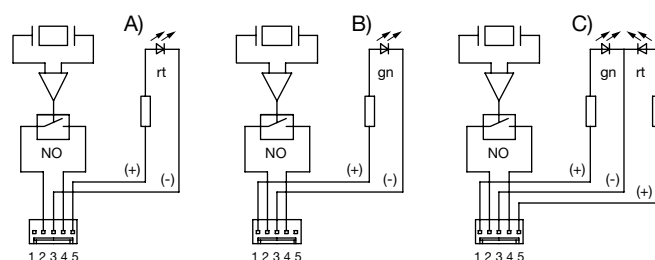 A)
rt
NO
(+)
(-)
1 2 3 4 5
B)
gn
NO
(+)
(-)
1 2 3 4 5
C)
gn rt
NO
(+)
(-)
(+)
1 2 3 4 5